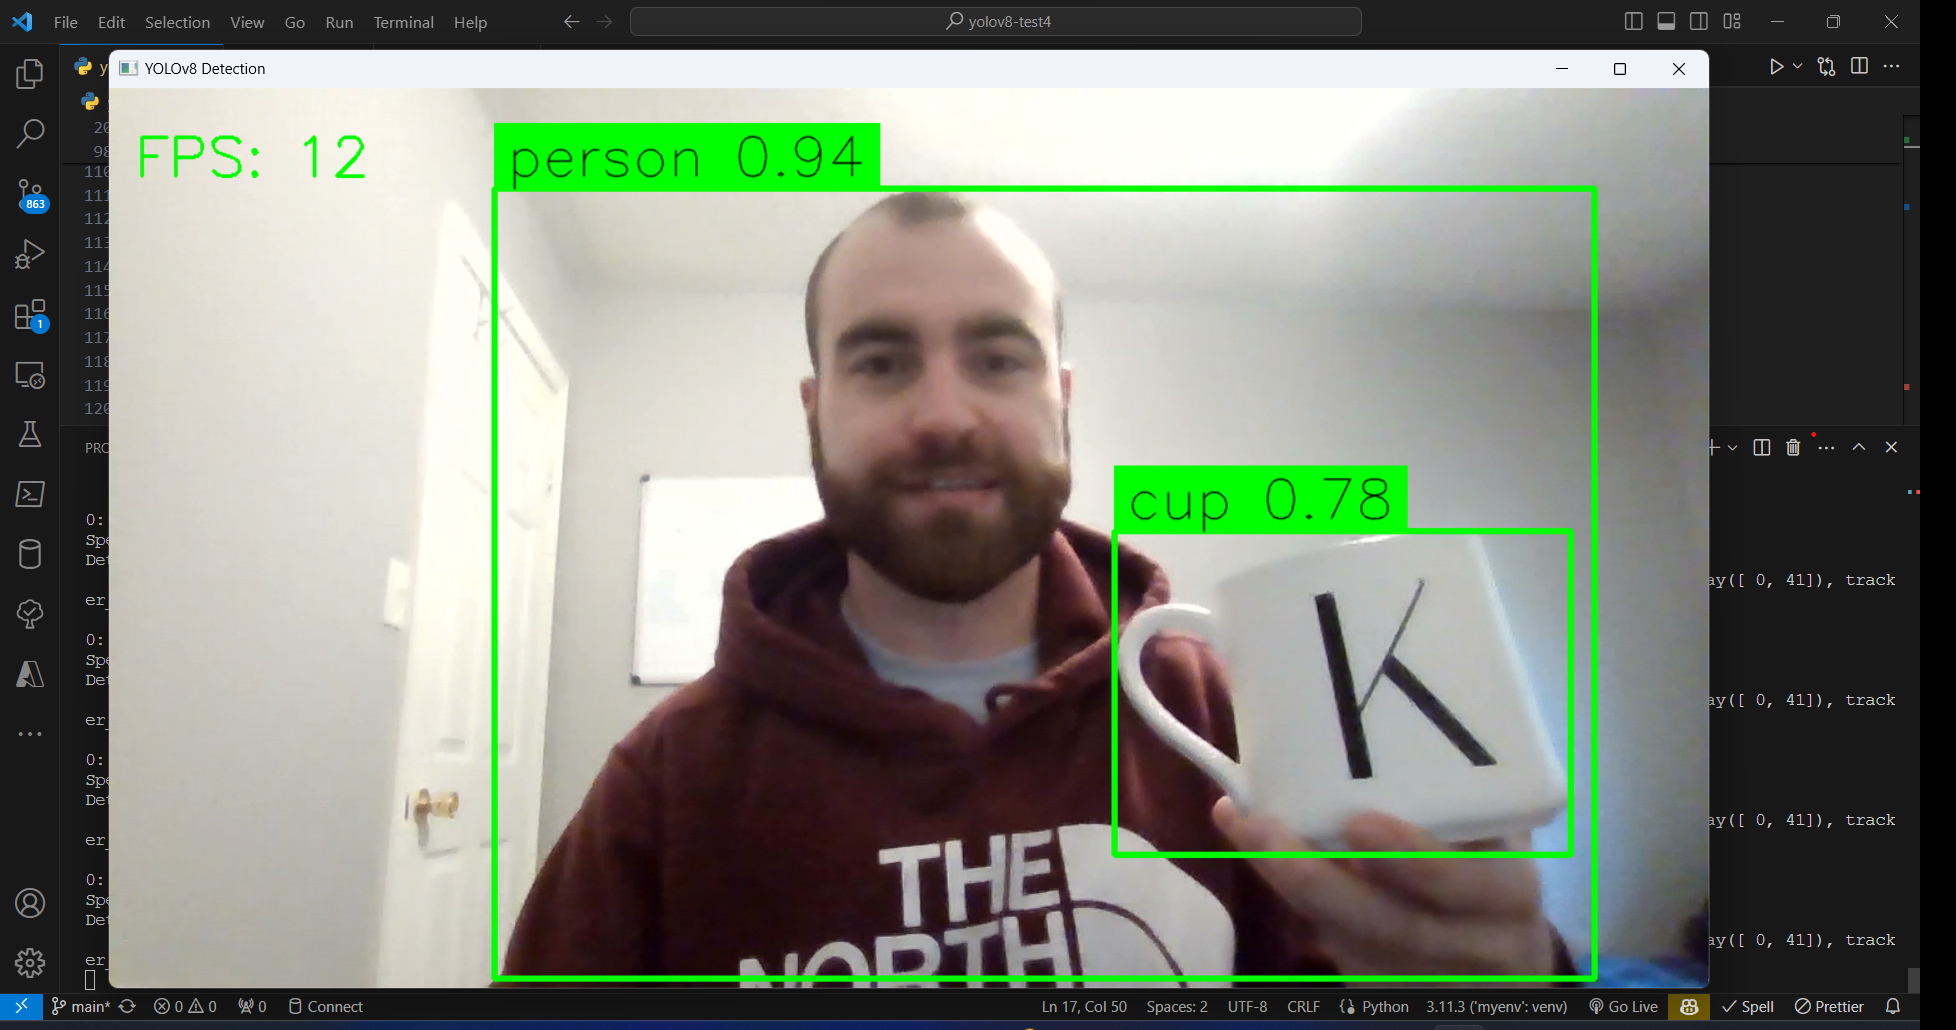 File Edit Selection View Go Run Terminal Help
yolov8-test4
YOLOv8 Detection
FPS: 12
person 0.94
cup 0.78
K
THE
NORTH
863
1
20
98
110
111
112
113
114
115
116
117
118
119
120
PRO
0:
Spe
Det
ay([ 0, 41]), track
er_
0:
Spe
Det
ay([ 0, 41]), track
er_
0:
Spe
Det
ay([ 0, 41]), track
er_
0:
Spe
Det
ay([ 0, 41]), track
er_
main* 0 0 0 Connect
Ln 17, Col 50 Spaces: 2 UTF-8 CRLF Python 3.11.3 ('myenv': venv) Go Live Spell Prettier